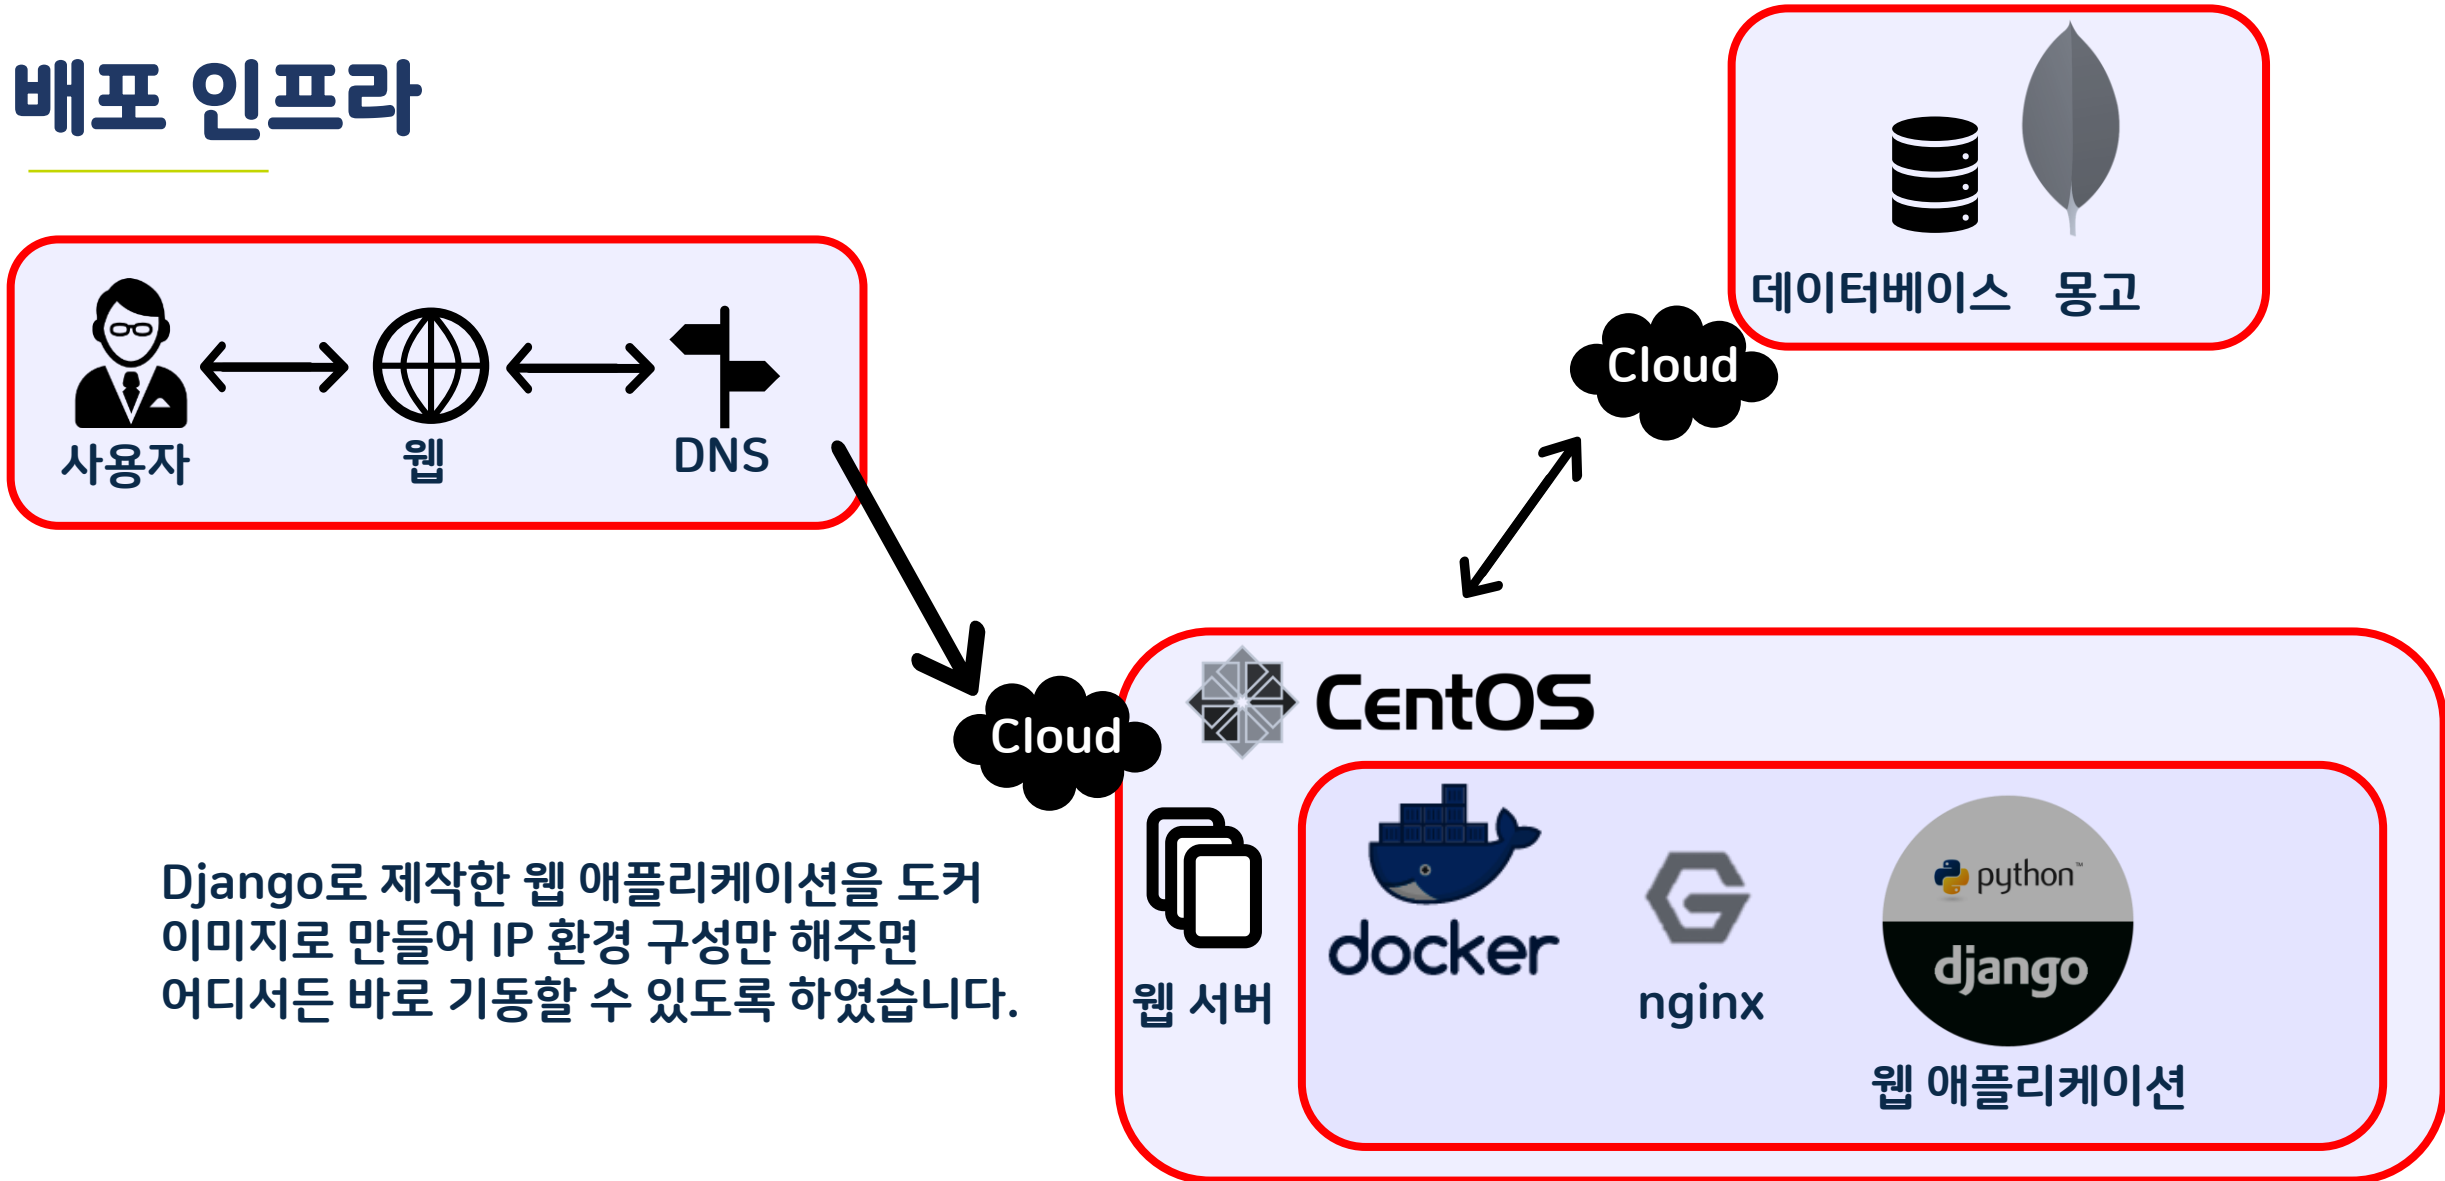 배포 인프라
사용자
웹
DNS
데이터베이스
몽고
Cloud
Cloud
CentOS
docker
웹 서버
nginx
python™
django
웹 애플리케이션
Django로 제작한 웹 애플리케이션을 도커
이미지로 만들어 IP 환경 구성만 해주면
어디서든 바로 기동할 수 있도록 하였습니다.